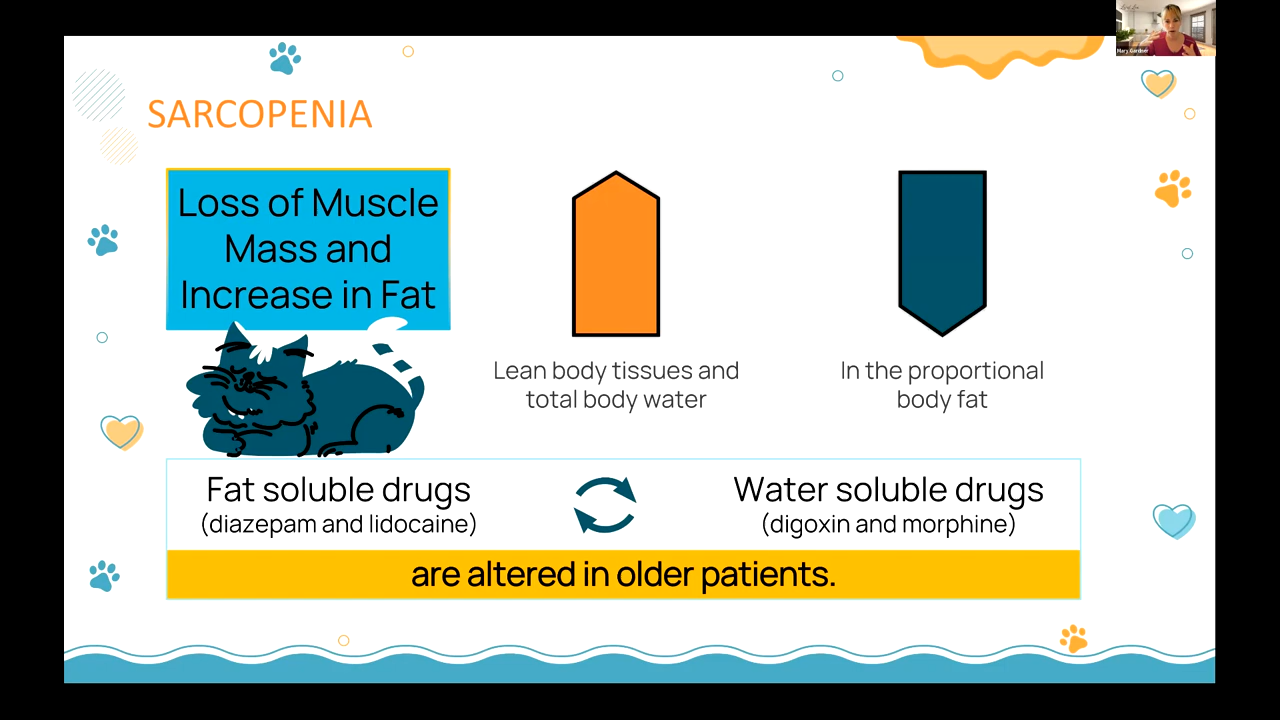 Mary Gardner
SARCOPENIA
Loss of Muscle
Mass and
Increase in Fat
Lean body tissues and
total body water
In the proportional
body fat
Fat soluble drugs
(diazepam and lidocaine)
Water soluble drugs
(digoxin and morphine)
are altered in older patients.